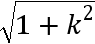 √1 + k²